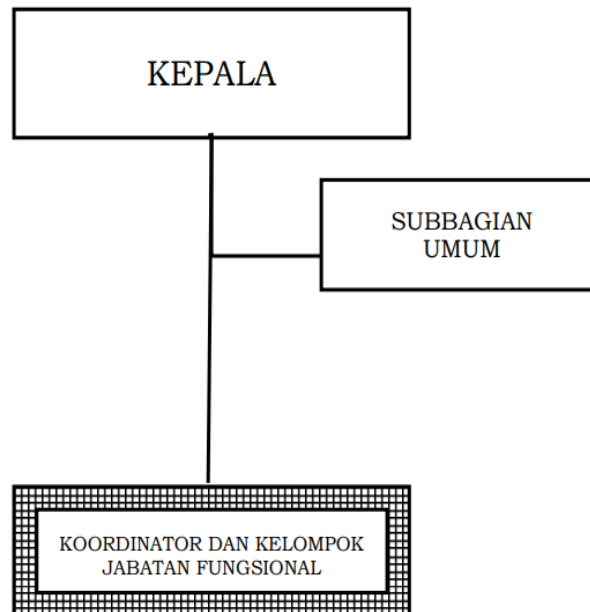 KEPALA
SUBBAGIAN
UMUM
KOORDINATOR DAN KELOMPOK
JABATAN FUNGSIONAL